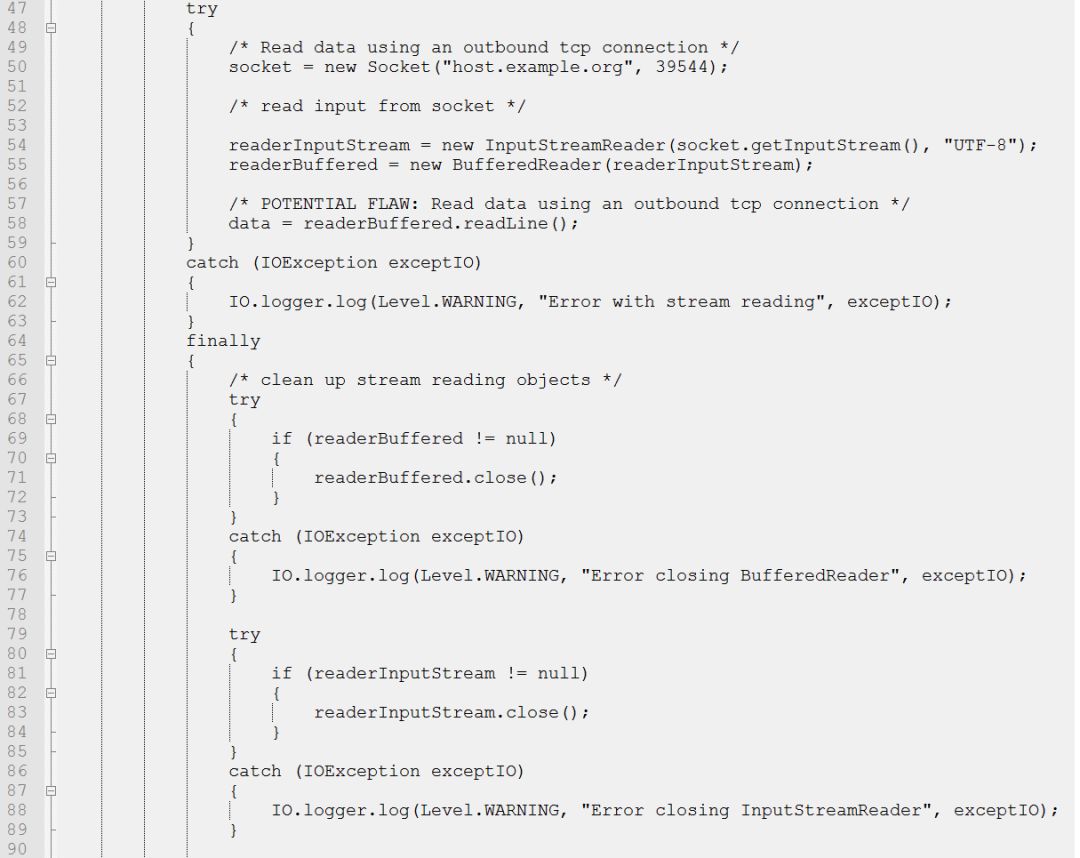 47 try
48 {
49 /* Read data using an outbound tcp connection */
50 socket = new Socket("host.example.org", 39544);
51
52 /* read input from socket */
53
54 readerInputStream = new InputStreamReader(socket.getInputStream(), "UTF-8");
55 readerBuffered = new BufferedReader(readerInputStream);
56
57 /* POTENTIAL FLAW: Read data using an outbound tcp connection */
58 data = readerBuffered.readLine();
59 }
60 catch (IOException exceptIO)
61 {
62 IO.logger.log(Level.WARNING, "Error with stream reading", exceptIO);
63 }
64 finally
65 {
66 /* clean up stream reading objects */
67 try
68 {
69 if (readerBuffered != null)
70 {
71 readerBuffered.close();
72 }
73 }
74 catch (IOException exceptIO)
75 {
76 IO.logger.log(Level.WARNING, "Error closing BufferedReader", exceptIO);
77 }
78
79 try
80 {
81 if (readerInputStream != null)
82 {
83 readerInputStream.close();
84 }
85 }
86 catch (IOException exceptIO)
87 {
88 IO.logger.log(Level.WARNING, "Error closing InputStreamReader", exceptIO);
89 }
90